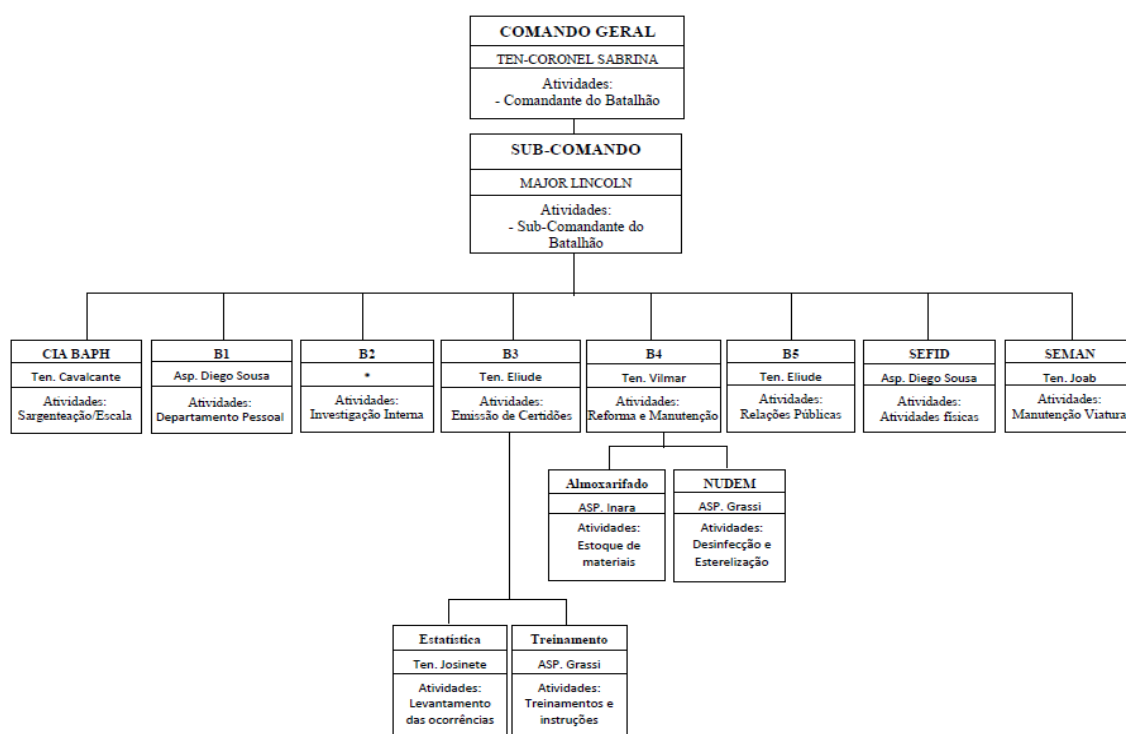 COMANDO GERAL
TEN-CORONEL SABRINA
Atividades:
- Comandante do Batalhão
SUB-COMANDO
MAJOR LINCOLN
Atividades:
- Sub-Comandante do
Batalhão
CIA BAPH
Ten. Cavalcante
Atividades:
Sargenteação/Escala
B1
Asp. Diego Sousa
Atividades:
Departamento Pessoal
B2
*
Atividades:
Investigação Interna
B3
Ten. Eliude
Atividades:
Emissão de Certidões
B4
Ten. Vilmar
Atividades:
Reforma e Manutenção
B5
Ten. Eliude
Atividades:
Relações Públicas
SEFID
Asp. Diego Sousa
Atividades:
Atividades físicas
SEMAN
Ten. Joab
Atividades:
Manutenção Viatura
Almoxarifado
ASP. Inara
Atividades:
Estoque de
materiais
NUDEM
ASP. Grassi
Atividades:
Desinfecção e
Esterelização
Estatística
Ten. Josinete
Atividades:
Levantamento
das ocorrências
Treinamento
ASP. Grassi
Atividades:
Treinamentos e
instruções